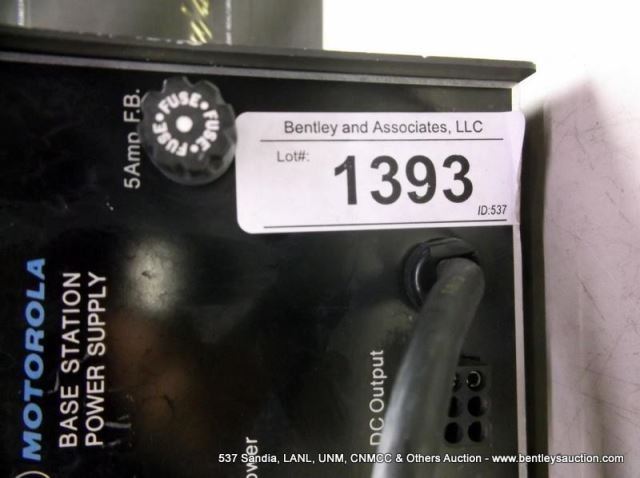 Bentley and Associates, LLC
Lot#:
1393
ID:537
FUSE • FUSE • FUSE •
5Amp F.B.
MOTOROLA
BASE STATION
POWER SUPPLY
DC Output
537 Sandia, LANL, UNM, CNMCC & Others Auction - www.bentleysauction.com